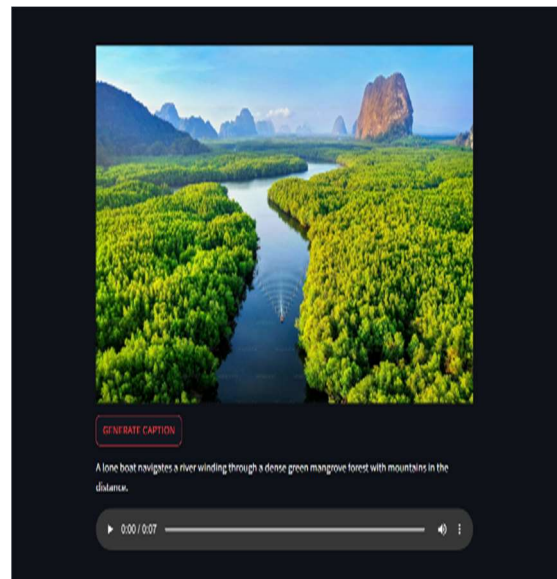 GENERATE CAPTION
A lone boat navigates a river winding through a dense green mangrove forest with mountains in the
distance.
0:00 / 0:07